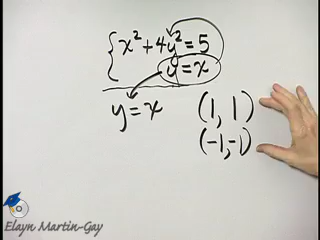 x² + 4y² = 5
y = x
y = x
(1, 1)
(-1, -1)
Elayn Martin-Gay